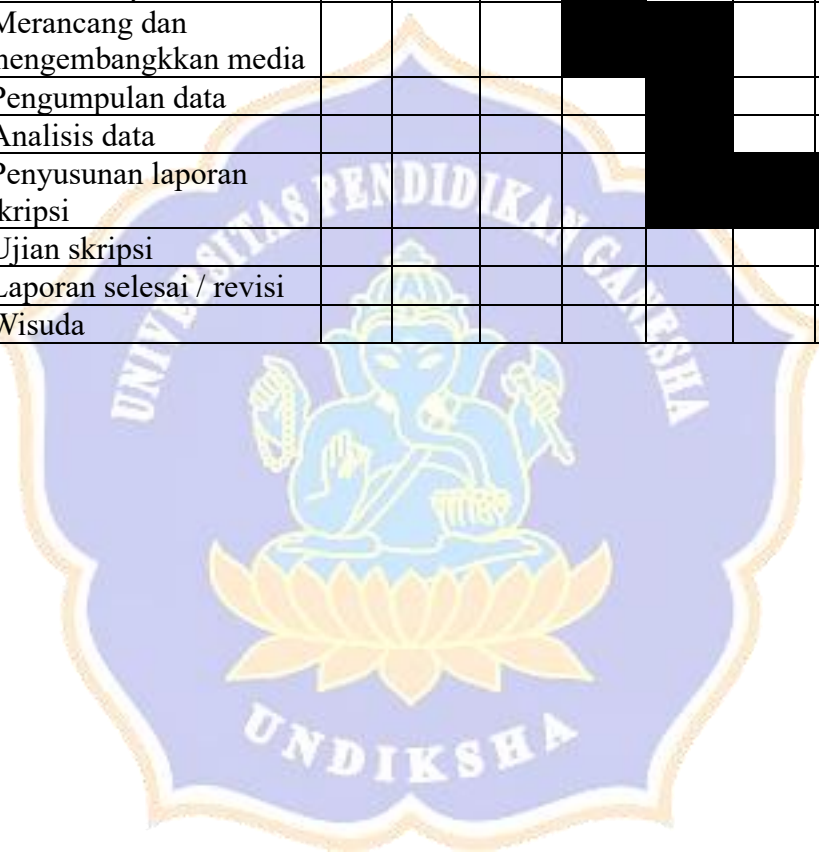 Merancang dan
mengembangkkan media
Pengumpulan data
Analisis data
Penyusunan laporan
skripsi
Ujian skripsi
Laporan selesai / revisi
Wisuda
UNIVERSITAS PENDIDIKAN GANESHA
UNDIKSHA